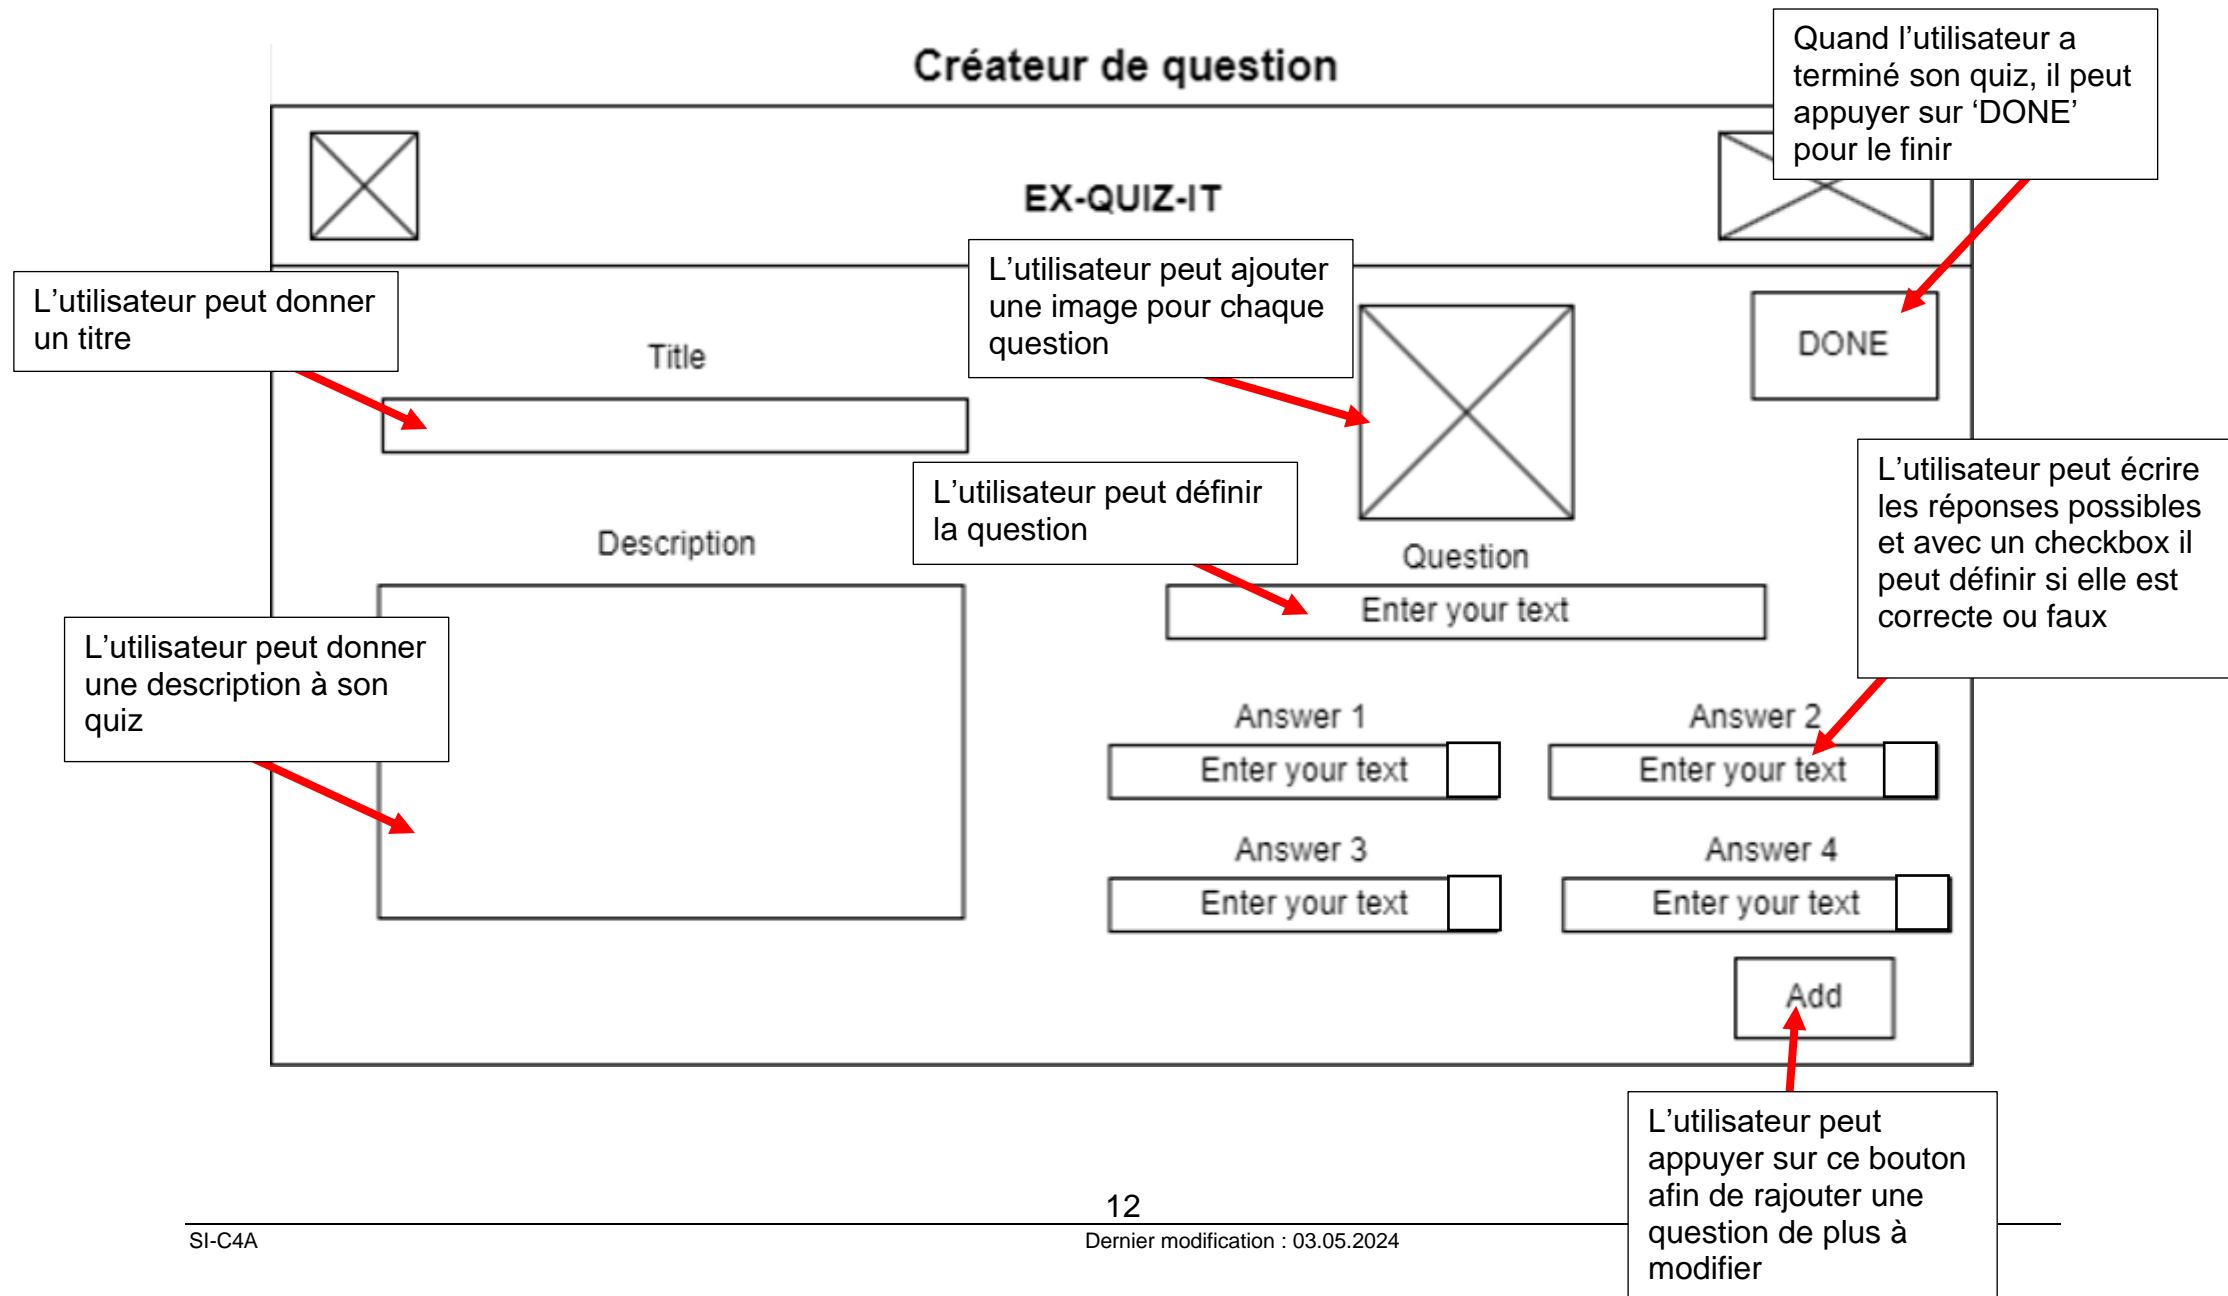 Créateur de question
Quand l’utilisateur a
terminé son quiz, il peut
appuyer sur ‘DONE’
pour le finir
EX-QUIZ-IT
L’utilisateur peut donner
un titre
L’utilisateur peut ajouter
une image pour chaque
question
Title
DONE
L’utilisateur peut définir
la question
L’utilisateur peut écrire
les réponses possibles
et avec un checkbox il
peut définir si elle est
correcte ou faux
Description
Question
Enter your text
L’utilisateur peut donner
une description à son
quiz
Answer 1
Answer 2
Enter your text
Enter your text
Answer 3
Answer 4
Enter your text
Enter your text
Add
L’utilisateur peut
appuyer sur ce bouton
afin de rajouter une
question de plus à
modifier
12
SI-C4A
Dernier modification : 03.05.2024